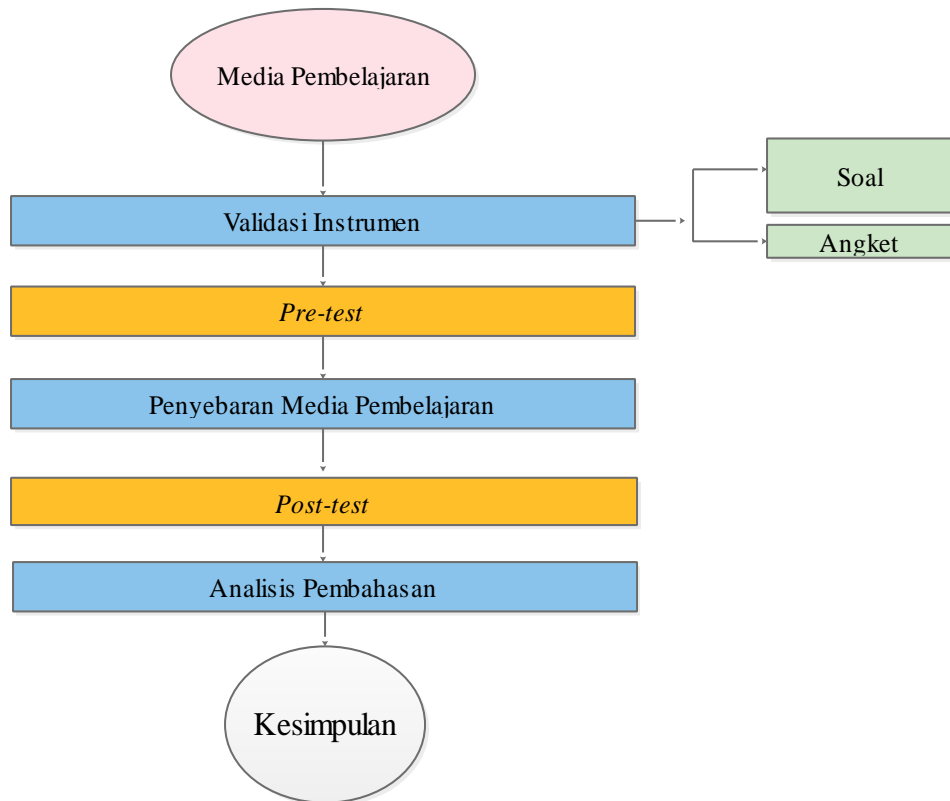 Media Pembelajaran
Validasi Instrumen
Soal
Angket
Pre-test
Penyebaran Media Pembelajaran
Post-test
Analisis Pembahasan
Kesimpulan